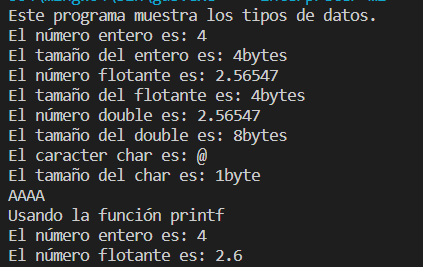 Este programa muestra los tipos de datos.
El número entero es: 4
El tamaño del entero es: 4bytes
El número flotante es: 2.56547
El tamaño del flotante es: 4bytes
El número double es: 2.56547
El tamaño del double es: 8bytes
El caracter char es: @
El tamaño del char es: 1byte
AAAA
Usando la función printf
El número entero es: 4
El número flotante es: 2.6